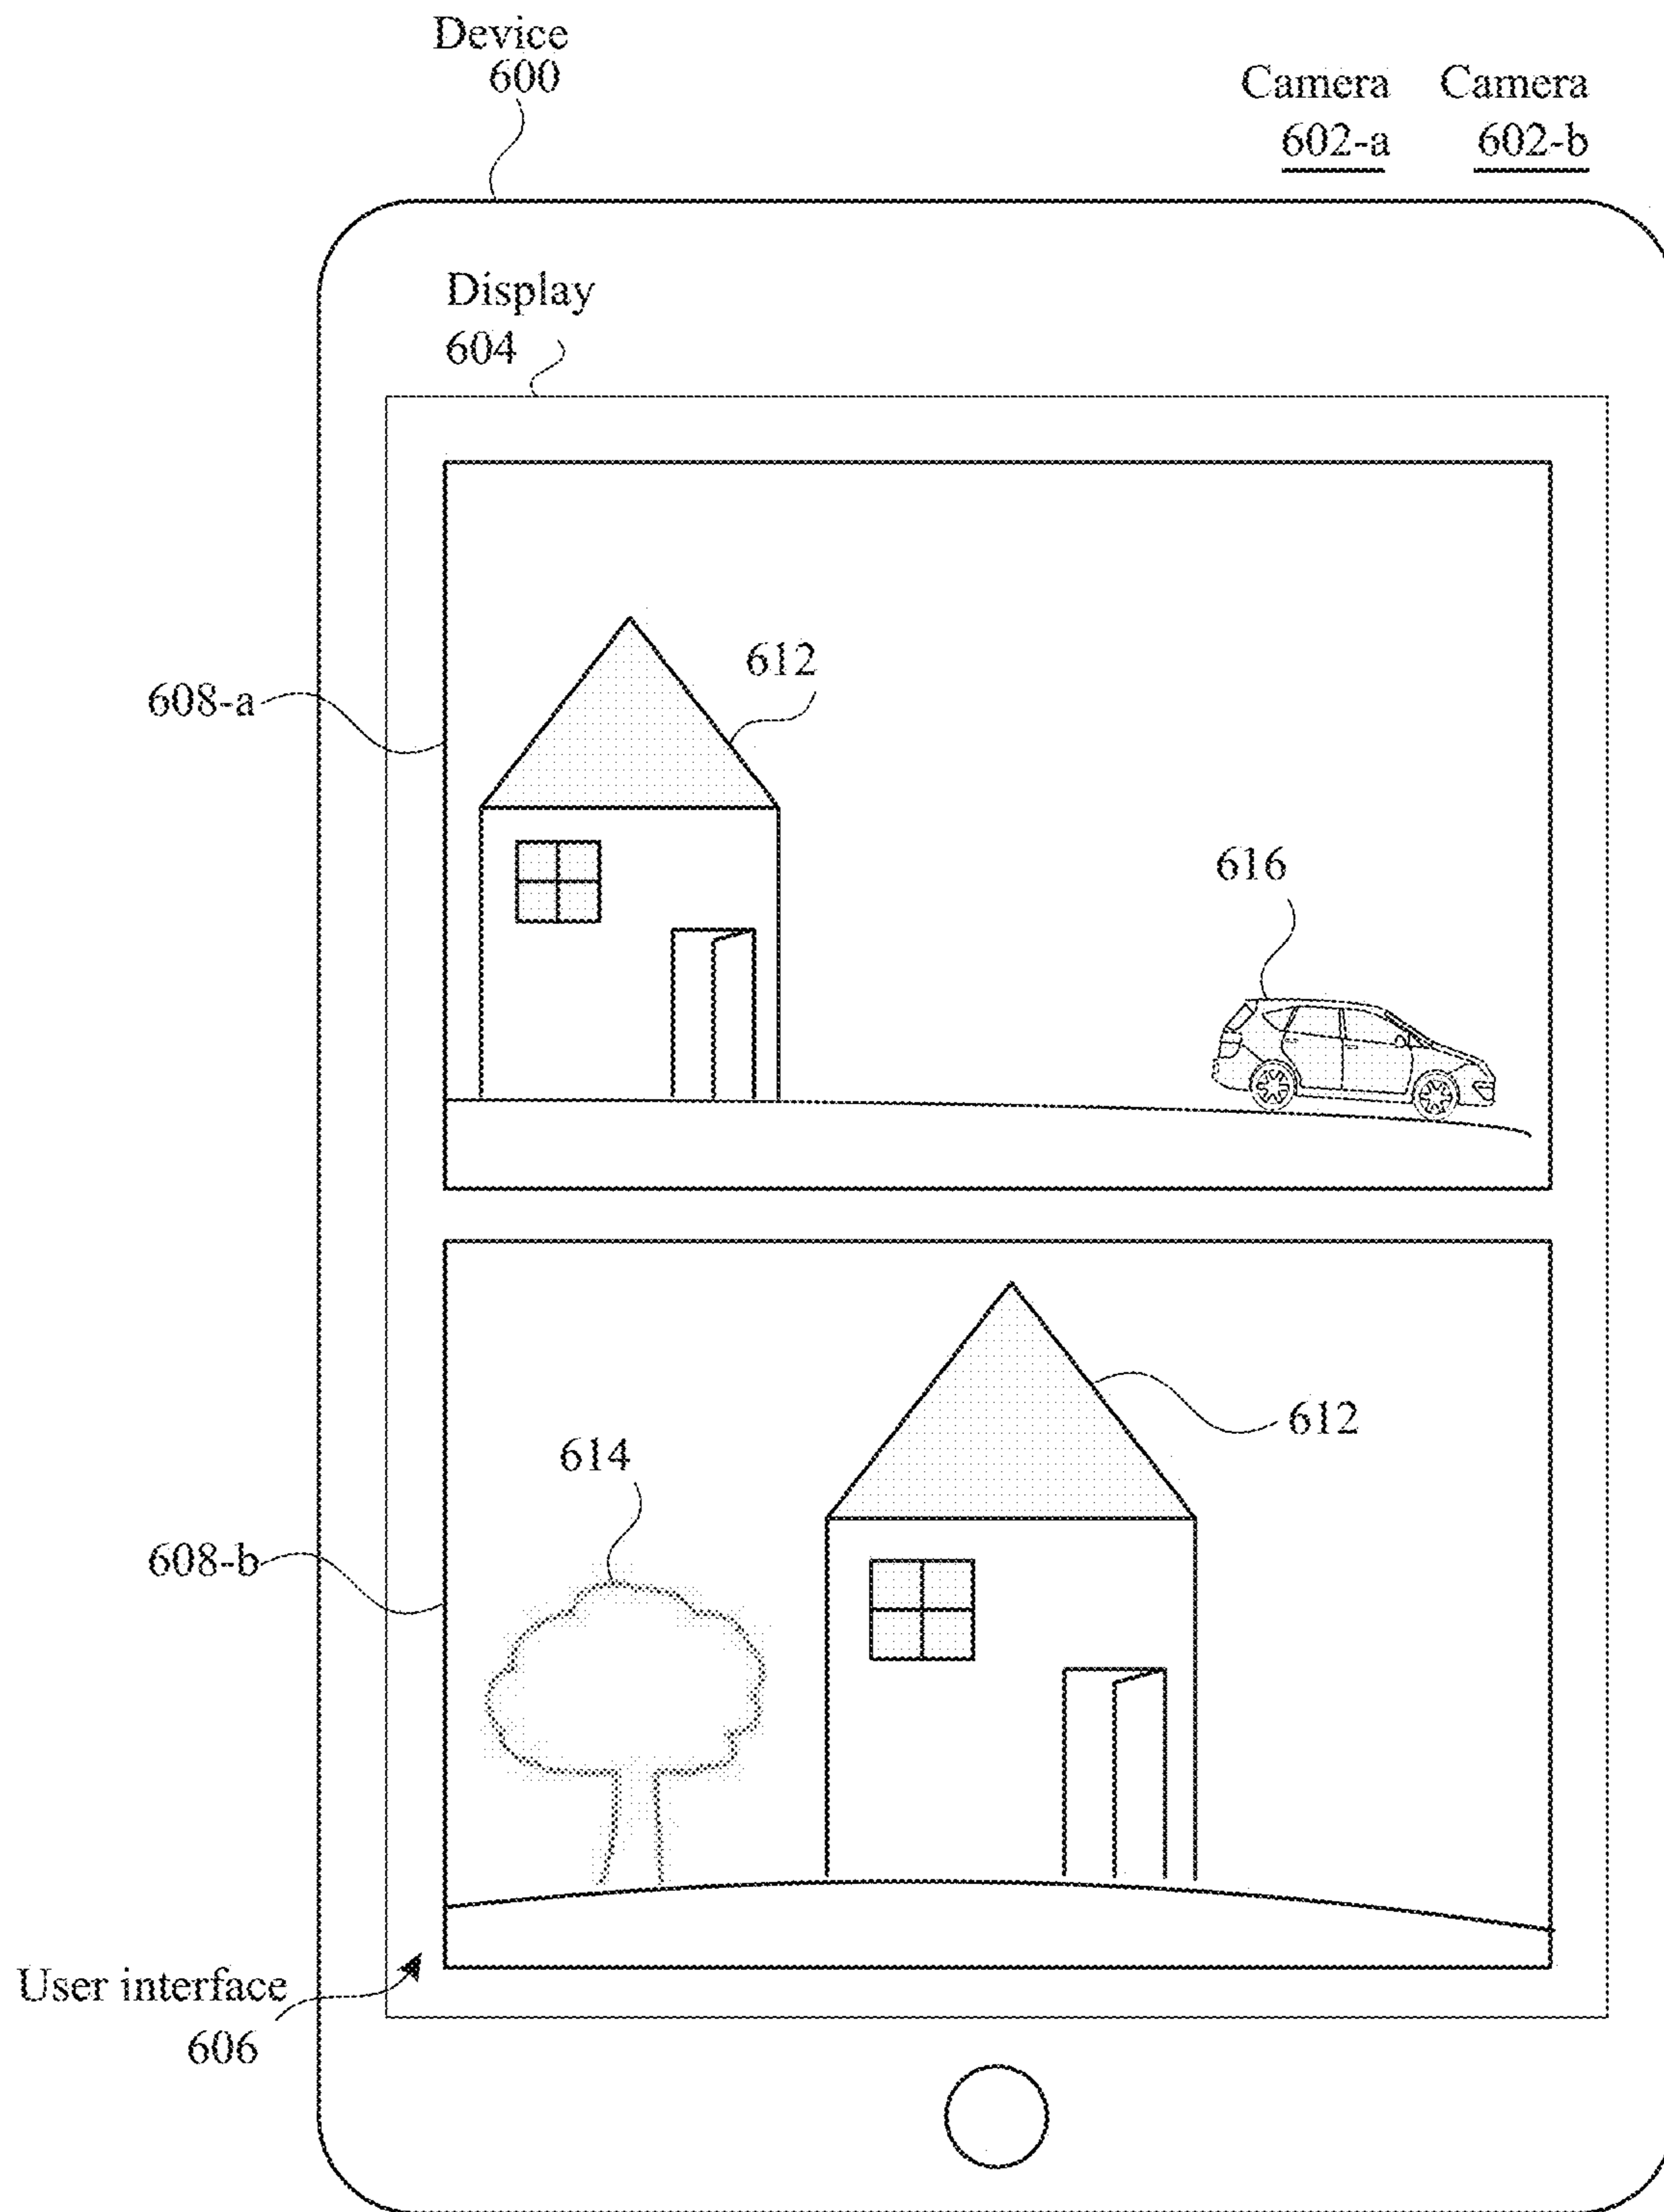 Device
600
Camera Camera
602-a 602-b
Display
604
612
608-a
616
612
614
608-b
User interface
606